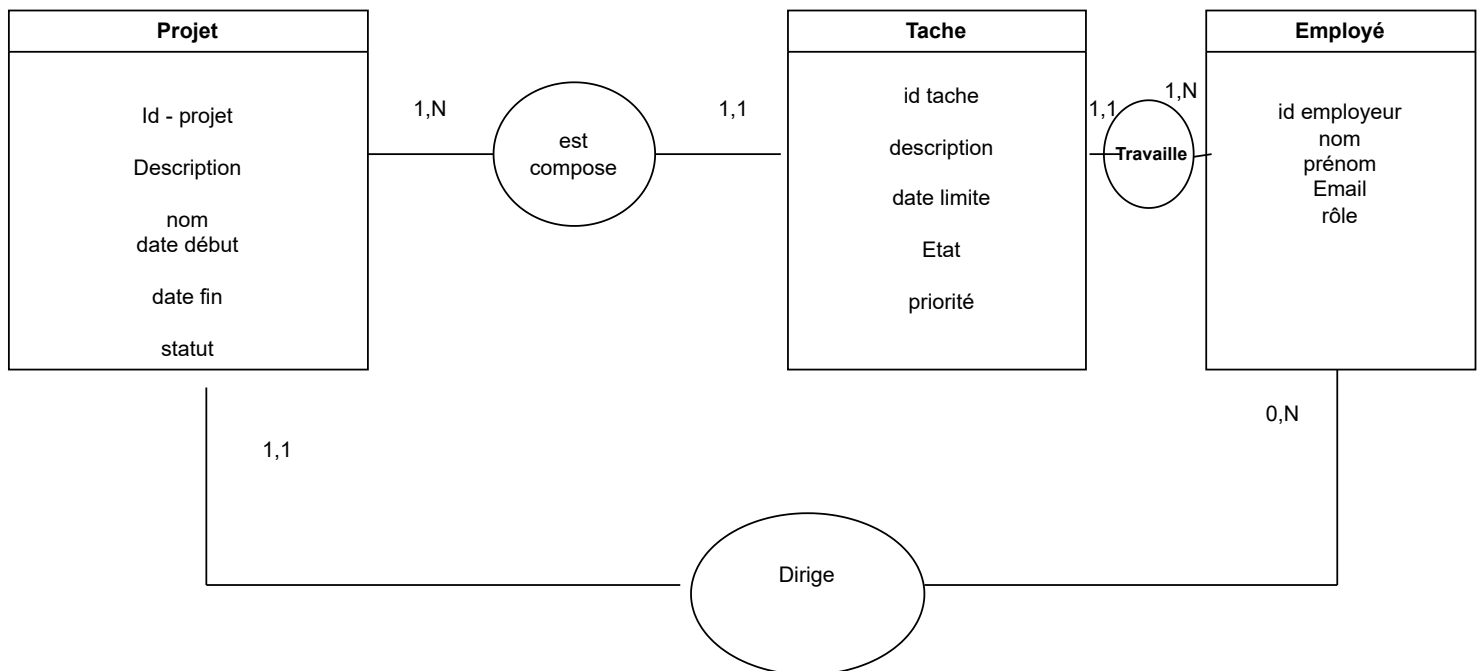 Projet
Id - projet
Description
nom
date début
date fin
statut
1,N
est
compose
1,1
Tache
id tache
description
date limite
Etat
priorité
1,1
Travaille
1,N
Employé
id employeur
nom
prénom
Email
rôle
1,1
Dirige
0,N